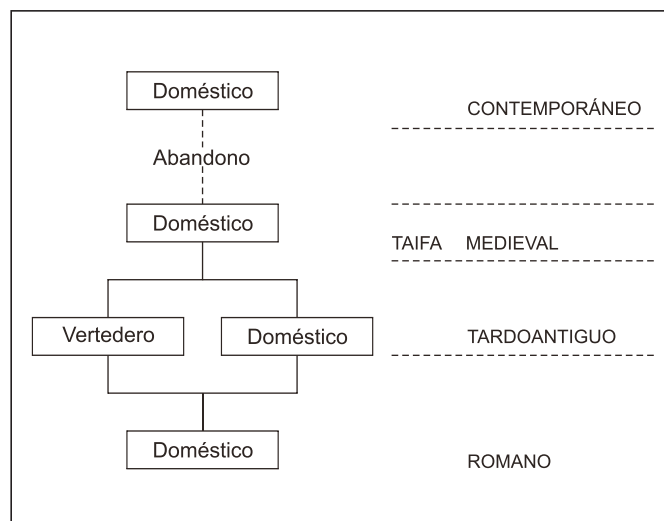 Doméstico
CONTEMPORÁNEO
Abandono
Doméstico
TAIFA MEDIEVAL
Vertedero Doméstico TARDOANTIGUO
Doméstico
ROMANO